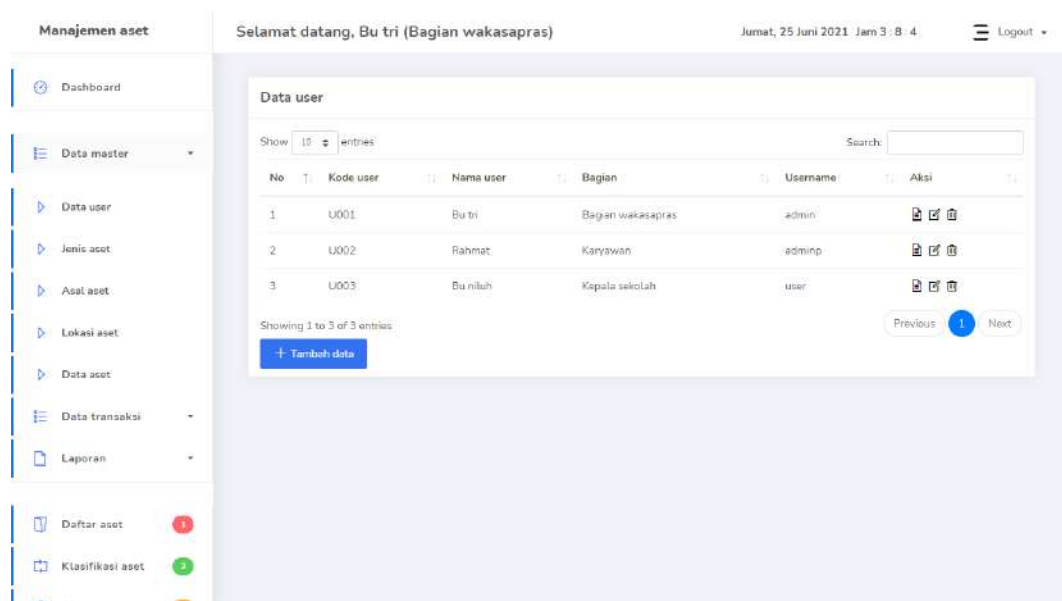 Manajemen aset
Selamat datang, Bu tri (Bagian wakasapras)
Jumat, 25 Juni 2021 Jam 3 : 8 : 4
Logout
Dashboard
Data master
Data user
Jenis aset
Asal aset
Lokasi aset
Data aset
Data transaksi
Laporan
Daftar aset 1
Klasifikasi aset
Data user
Show 10 entries
Search:
No Kode user Nama user Bagian Username Aksi
1 U001 Bu tri Bagian wakasapras admin
2 U002 Rahmat Karyawan adminp
3 U003 Bu niluh Kepala sekolah user
Showing 1 to 3 of 3 entries
Previous 1 Next
+ Tambah data